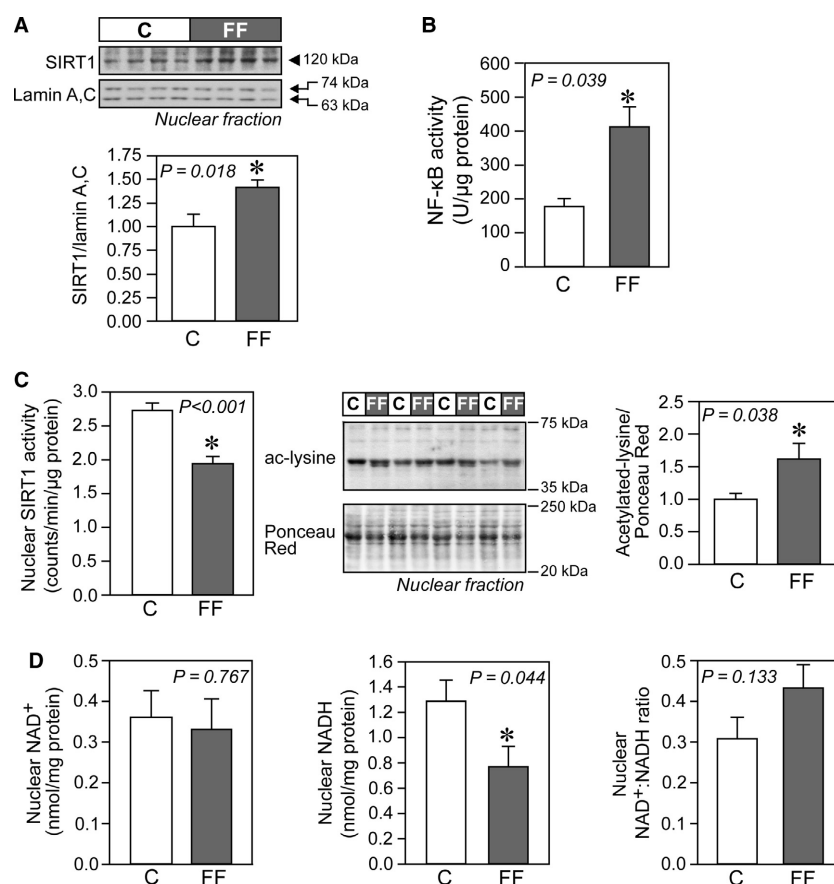 A
C FF
SIRT1
120 kDa
Lamin A,C
74 kDa
63 kDa
Nuclear fraction
SIRT1/lamin A,C
1.75
1.50
1.25
1.00
0.75
0.50
0.25
0.00
P = 0.018
*
C FF
B
NF-κB activity
(U/µg protein)
600
500
400
300
200
100
0
P = 0.039
*
C FF
C
Nuclear SIRT1 activity
(counts/min/µg protein)
3.0
2.5
2.0
1.5
1.0
0.5
0.0
P<0.001
*
C FF
C FF C FF C FF C FF
ac-lysine
75 kDa
35 kDa
Ponceau
Red
250 kDa
20 kDa
Nuclear fraction
Acetylated-lysine/
Ponceau Red
2.5
2.0
1.5
1.0
0.5
0.0
P = 0.038
*
C FF
D
Nuclear NAD⁺
(nmol/mg protein)
0.5
0.4
0.3
0.2
0.1
0.0
P = 0.767
C FF
Nuclear NADH
(nmol/mg protein)
1.6
1.4
1.2
1.0
0.8
0.6
0.4
0.2
0.0
P = 0.044
*
C FF
Nuclear
NAD⁺:NADH ratio
0.5
0.4
0.3
0.2
0.1
0.0
P = 0.133
C FF